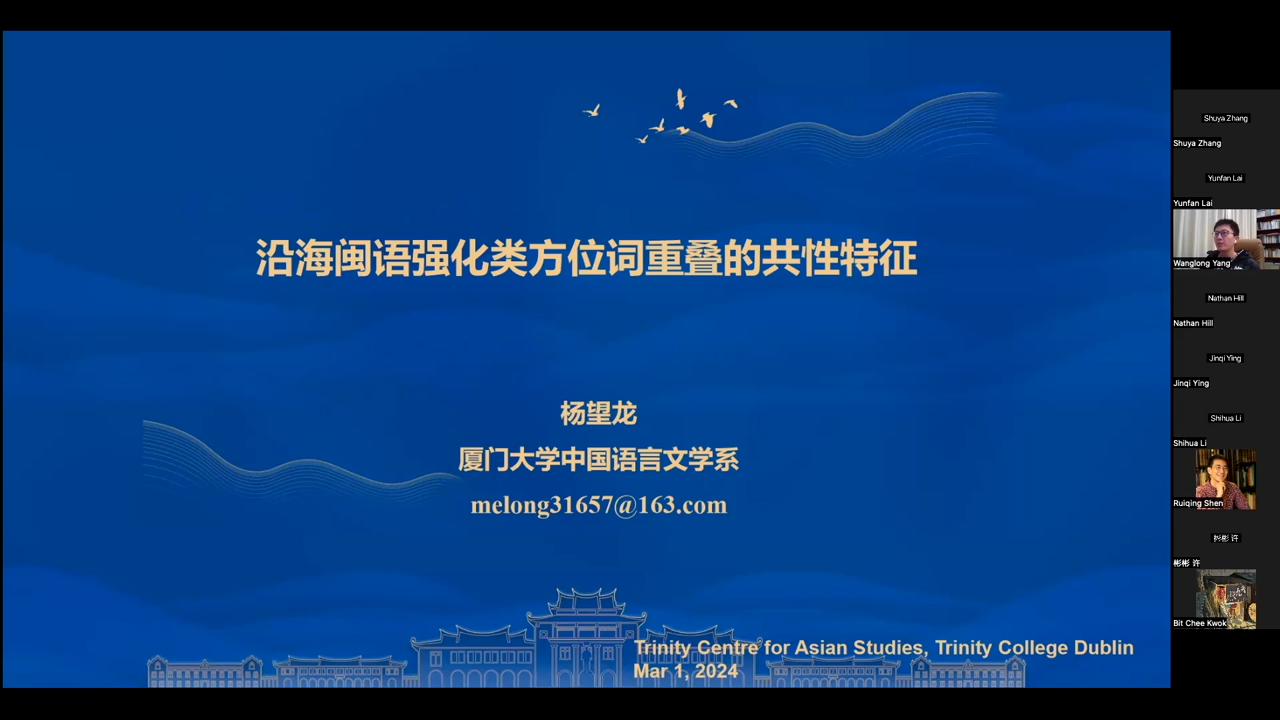 沿海闽语强化类方位词重叠的共性特征
杨望龙
厦门大学中国语言文学系
melong31657@163.com
Trinity Centre for Asian Studies, Trinity College Dublin
Mar 1, 2024
Shuya Zhang
Shuya Zhang
Yunfan Lai
Yunfan Lai
Wanglong Yang
Nathan Hill
Nathan Hill
Jinqi Ying
Jinqi Ying
Shihua Li
Shihua Li
Ruiqing Shen
彬彬 许
彬彬 许
Bit Chee Kwok